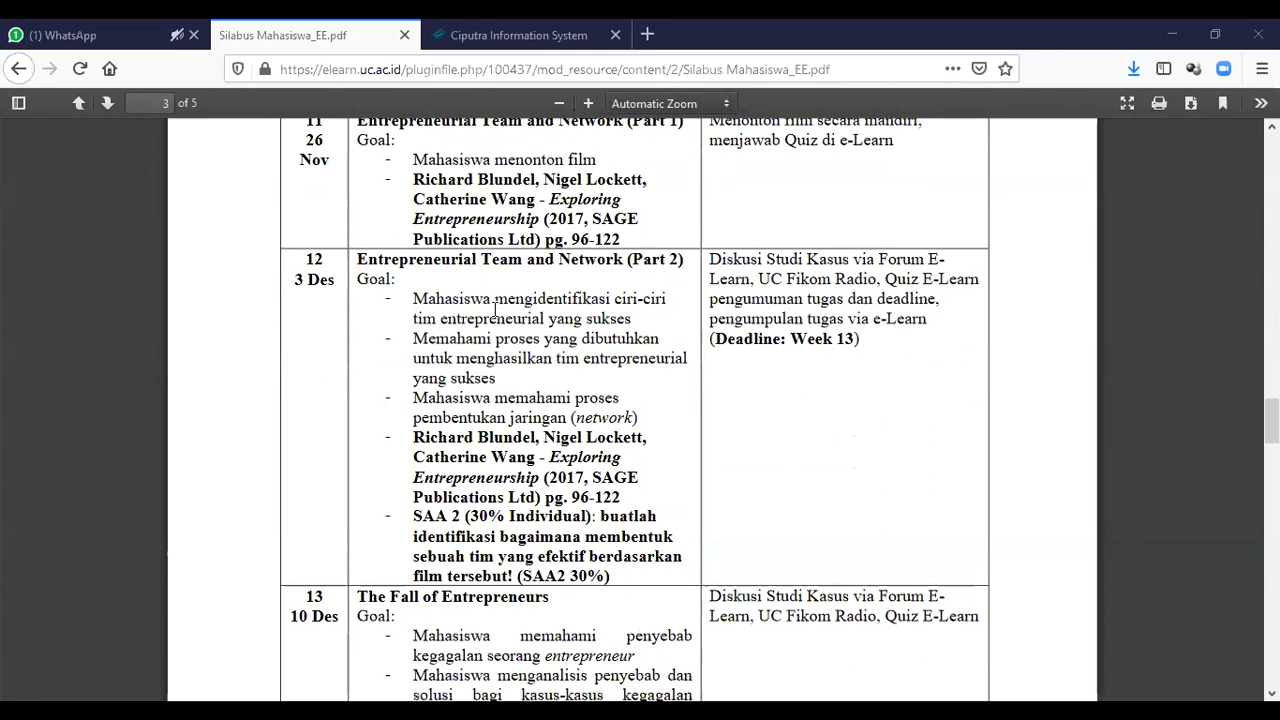 (1) WhatsApp
Silabus Mahasiswa_EE.pdf
Ciputra Information System
https://elearn.uc.ac.id/pluginfile.php/100437/mod_resource/content/2/Silabus Mahasiswa_EE.pdf
3 of 5
Automatic Zoom
11
26
Nov
Entrepreneurial Team and Network (Part 1)
Goal:
- Mahasiswa menonton film
- Richard Blundel, Nigel Lockett,
Catherine Wang - Exploring
Entrepreneurship (2017, SAGE
Publications Ltd) pg. 96-122
Menonton film secara mandiri,
menjawab Quiz di e-Learn
12
3 Des
Entrepreneurial Team and Network (Part 2)
Goal:
- Mahasiswa mengidentifikasi ciri-ciri
tim entrepreneurial yang sukses
- Memahami proses yang dibutuhkan
untuk menghasilkan tim entrepreneurial
yang sukses
- Mahasiswa memahami proses
pembentukan jaringan (network)
- Richard Blundel, Nigel Lockett,
Catherine Wang - Exploring
Entrepreneurship (2017, SAGE
Publications Ltd) pg. 96-122
- SAA 2 (30% Individual): buatlah
identifikasi bagaimana membentuk
sebuah tim yang efektif berdasarkan
film tersebut! (SAA2 30%)
Diskusi Studi Kasus via Forum E-
Learn, UC Fikom Radio, Quiz E-Learn
pengumuman tugas dan deadline,
pengumpulan tugas via e-Learn
(Deadline: Week 13)
13
10 Des
The Fall of Entrepreneurs
Goal:
- Mahasiswa memahami penyebab
kegagalan seorang entrepreneur
- Mahasiswa menganalisis penyebab dan
solusi bagi kasus-kasus kegagalan
Diskusi Studi Kasus via Forum E-
Learn, UC Fikom Radio, Quiz E-Learn